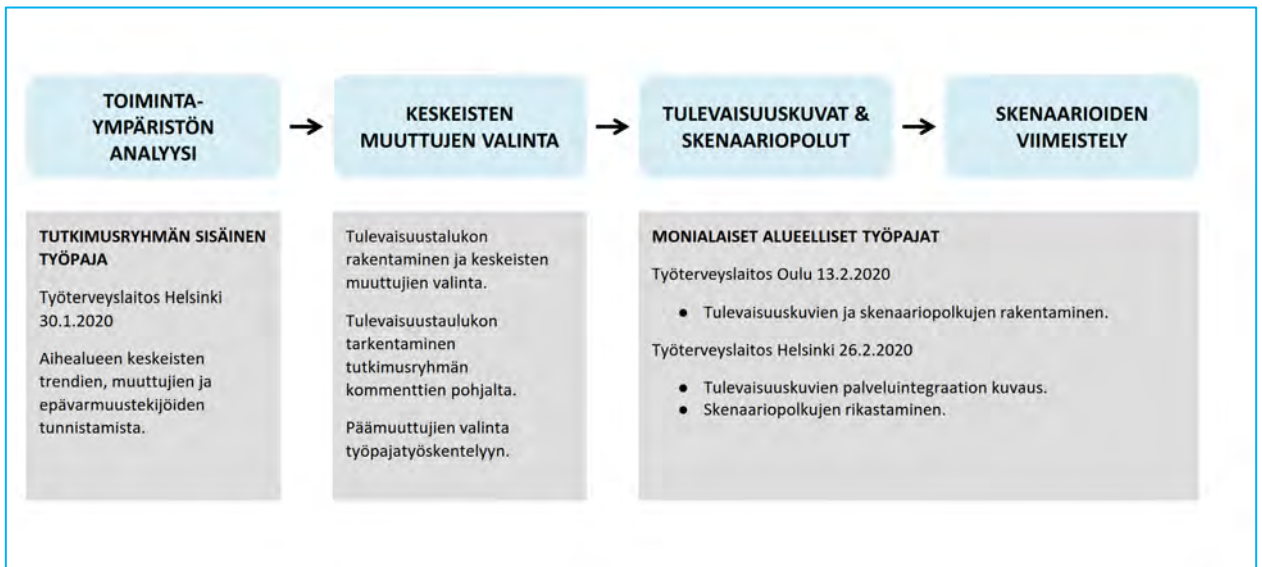 TOIMINTA-
YMPÄRISTÖN
ANALYYSI
KESKEISTEN
MUUTTUJEN VALINTA
TULEVAISUUSKUVAT &
SKENAARIOPOLUT
SKENAARIOIDEN
VIIMEISTELY
TUTKIMUSRYHMÄN SISÄINEN
TYÖPAJA
Työterveyslaitos Helsinki
30.1.2020
Aihealueen keskeisten
trendien, muuttujien ja
epävarmuustekijöiden
tunnistamista.
Tulevaisuustalukon
rakentaminen ja keskeisten
muuttujien valinta.
Tulevaisuustaulukon
tarkentaminen
tutkimusryhmän
kommenttien pohjalta.
Päämuuttujien valinta
työpajatyöskentelyyn.
MONIALAISET ALUEELLISET TYÖPAJAT
Työterveyslaitos Oulu 13.2.2020
● Tulevaisuuskuvien ja skenaariopolkujen rakentaminen.
Työterveyslaitos Helsinki 26.2.2020
● Tulevaisuuskuvien palveluintegraation kuvaus.
● Skenaariopolkujen rikastaminen.